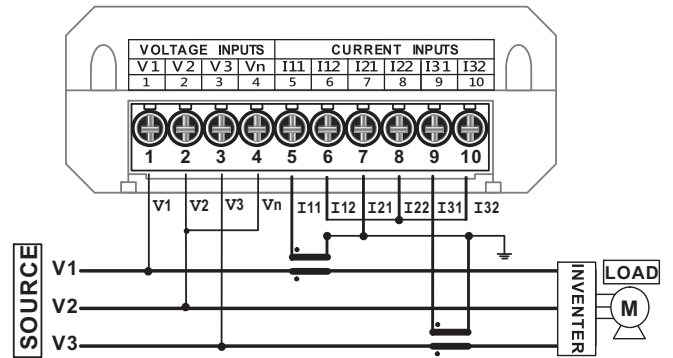 VOLTAGE INPUTS CURRENT INPUTS
V1 V2 V3 Vn I11 I12 I21 I22 I31 I32
1 2 3 4 5 6 7 8 9 10
1 2 3 4 5 6 7 8 9 10
V1 V2 V3 Vn I11 I12 I21 I22 I31 I32
SOURCE
V1
V2
V3
INVENTER
LOAD
M